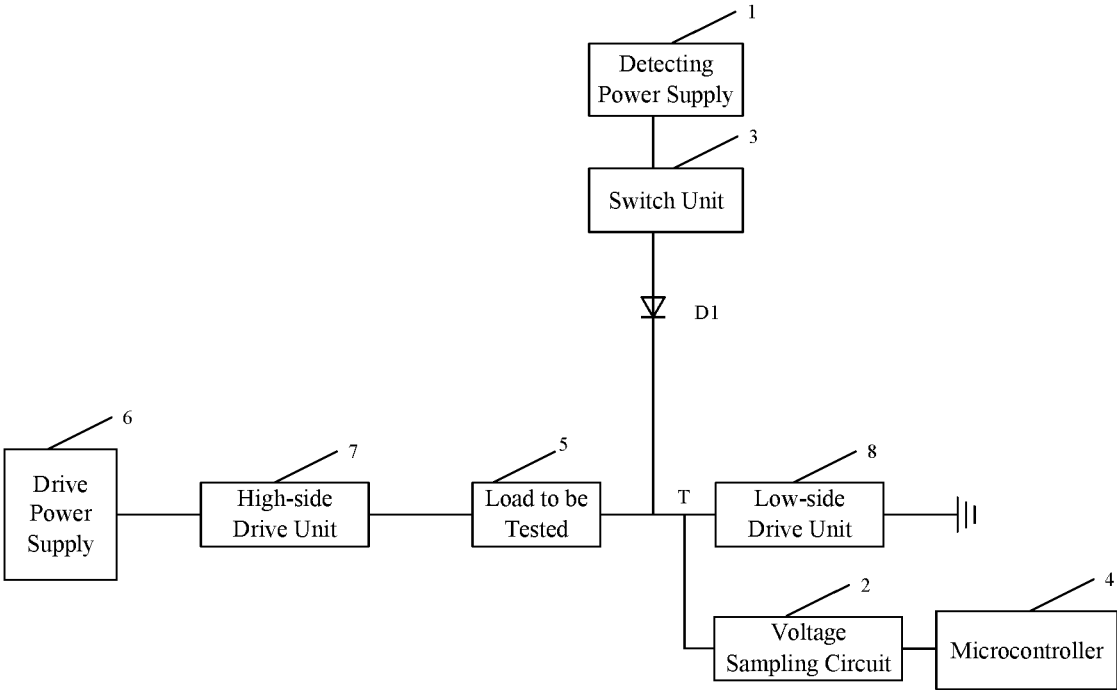 1
Detecting
Power Supply
3
Switch Unit
D1
6
7
5
8
Drive
Power
Supply
High-side
Drive Unit
Load to be
Tested
T
Low-side
Drive Unit
2
4
Voltage
Sampling Circuit
Microcontroller